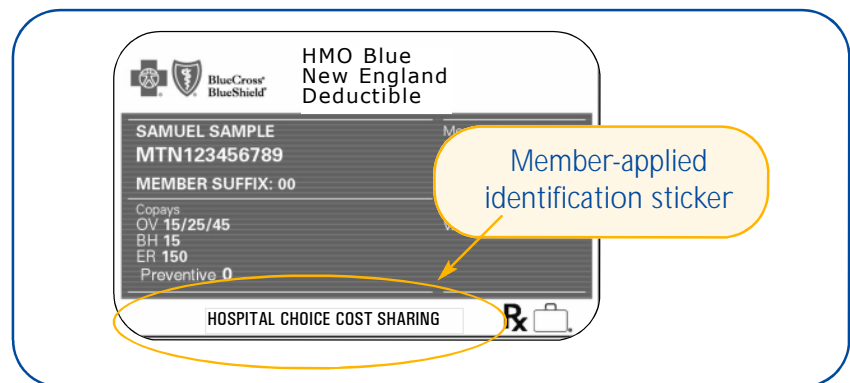 BlueCross®
BlueShield®
HMO Blue
New England
Deductible
SAMUEL SAMPLE
MTN123456789
MEMBER SUFFIX: 00
Copays
OV 15/25/45
BH 15
ER 150
Preventive 0
Member-applied
identification sticker
HOSPITAL CHOICE COST SHARING
Rx